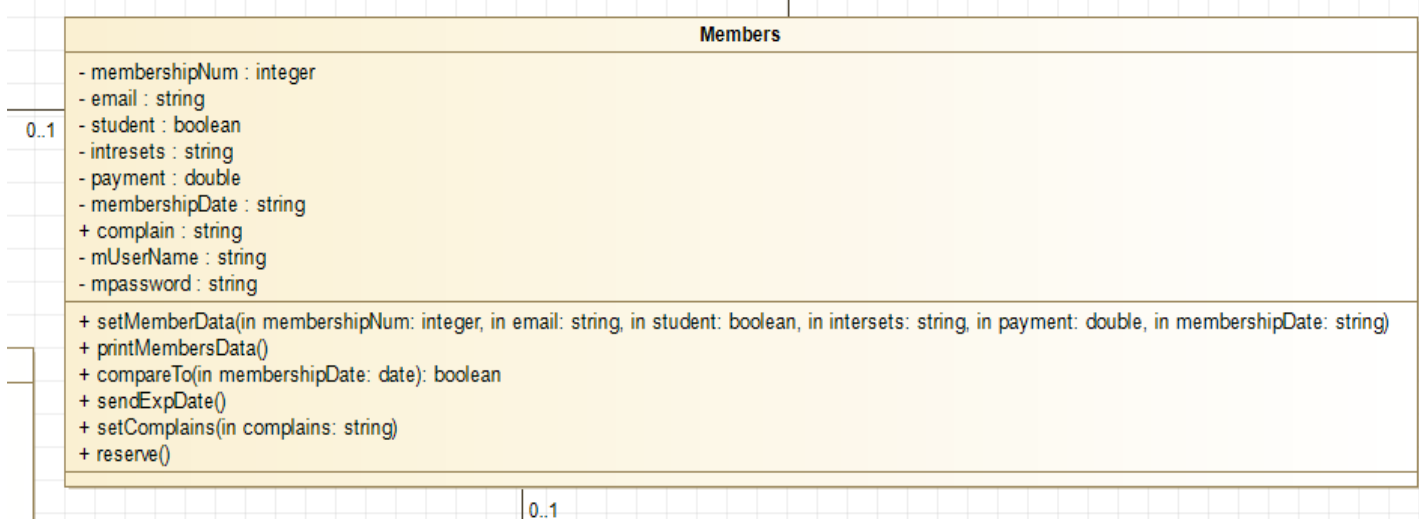 Members
- membershipNum : integer
- email : string
0..1
- student : boolean
- intresets : string
- payment : double
- membershipDate : string
+ complain : string
- mUserName : string
- mpassword : string
+ setMemberData(in membershipNum: integer, in email: string, in student: boolean, in intersets: string, in payment: double, in membershipDate: string)
+ printMembersData()
+ compareTo(in membershipDate: date): boolean
+ sendExpDate()
+ setComplains(in complains: string)
+ reserve()
0..1